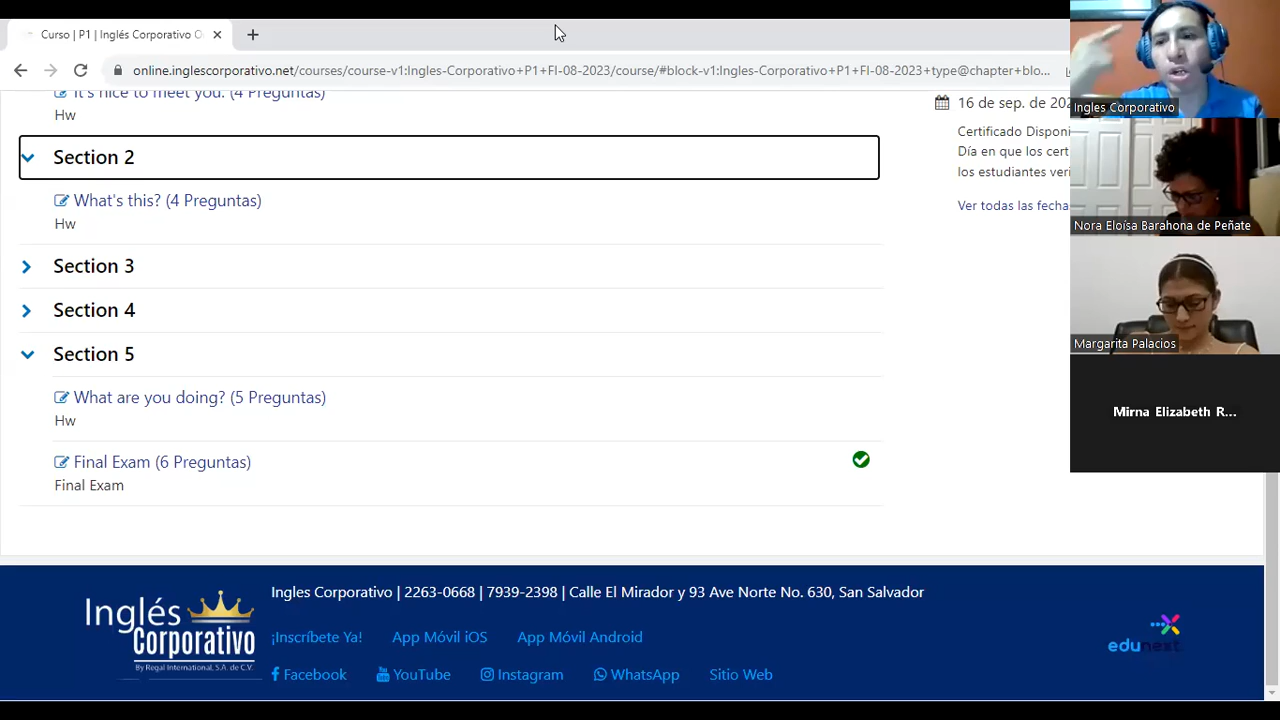 Curso | P1 | Inglés Corporativo O
online.inglescorporativo.net/courses/course-v1:Ingles-Corporativo+P1+FI-08-2023/course/#block-v1:Ingles-Corporativo+P1+FI-08-2023+type@chapter+blo...
It's nice to meet you. (4 Preguntas)
Hw
Section 2
What's this? (4 Preguntas)
Hw
Section 3
Section 4
Section 5
What are you doing? (5 Preguntas)
Hw
Final Exam (6 Preguntas)
Final Exam
16 de sep. de 202
Certificado Disponi
Día en que los cert
los estudiantes veri
Ver todas las fecha
Ingles Corporativo
Nora Eloísa Barahona de Peñate
Margarita Palacios
Mirna Elizabeth R...
Inglés
Corporativo
By Regal International, S.A. de C.V.
Ingles Corporativo | 2263-0668 | 7939-2398 | Calle El Mirador y 93 Ave Norte No. 630, San Salvador
¡Inscríbete Ya! App Móvil iOS App Móvil Android
Facebook YouTube Instagram WhatsApp Sitio Web
edunext